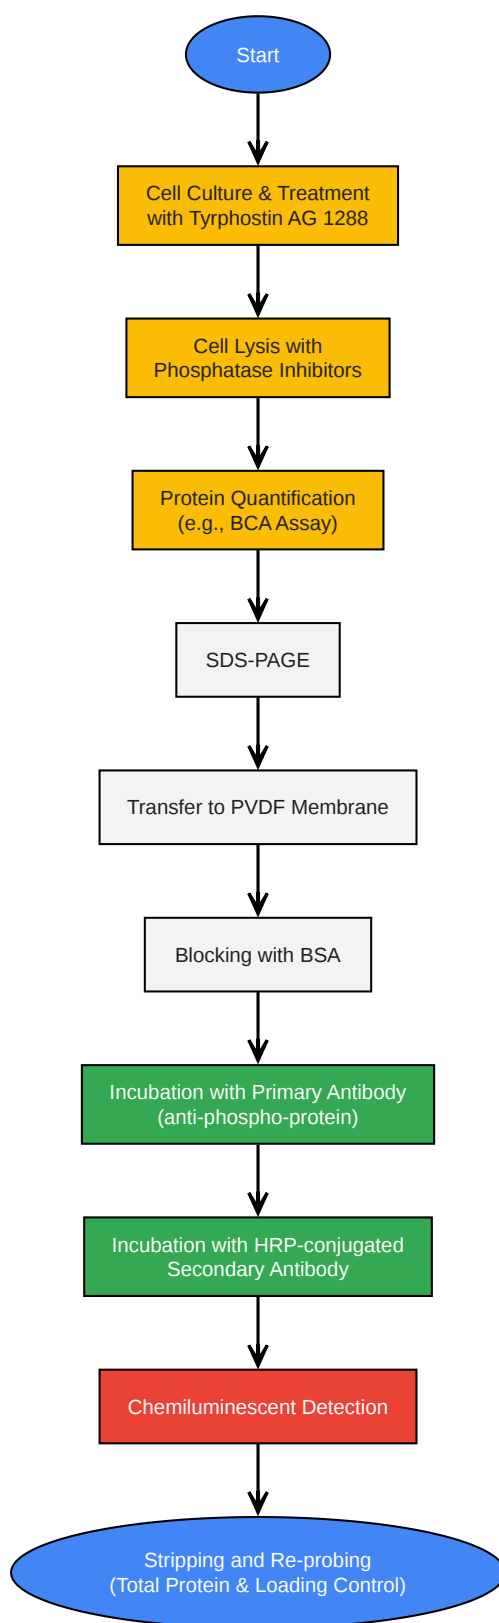 Start
Cell Culture & Treatment
with Tyrphostin AG 1288
Cell Lysis with
Phosphatase Inhibitors
Protein Quantification
(e.g., BCA Assay)
SDS-PAGE
Transfer to PVDF Membrane
Blocking with BSA
Incubation with Primary Antibody
(anti-phospho-protein)
Incubation with HRP-conjugated
Secondary Antibody
Chemiluminescent Detection
Stripping and Re-probing
(Total Protein & Loading Control)